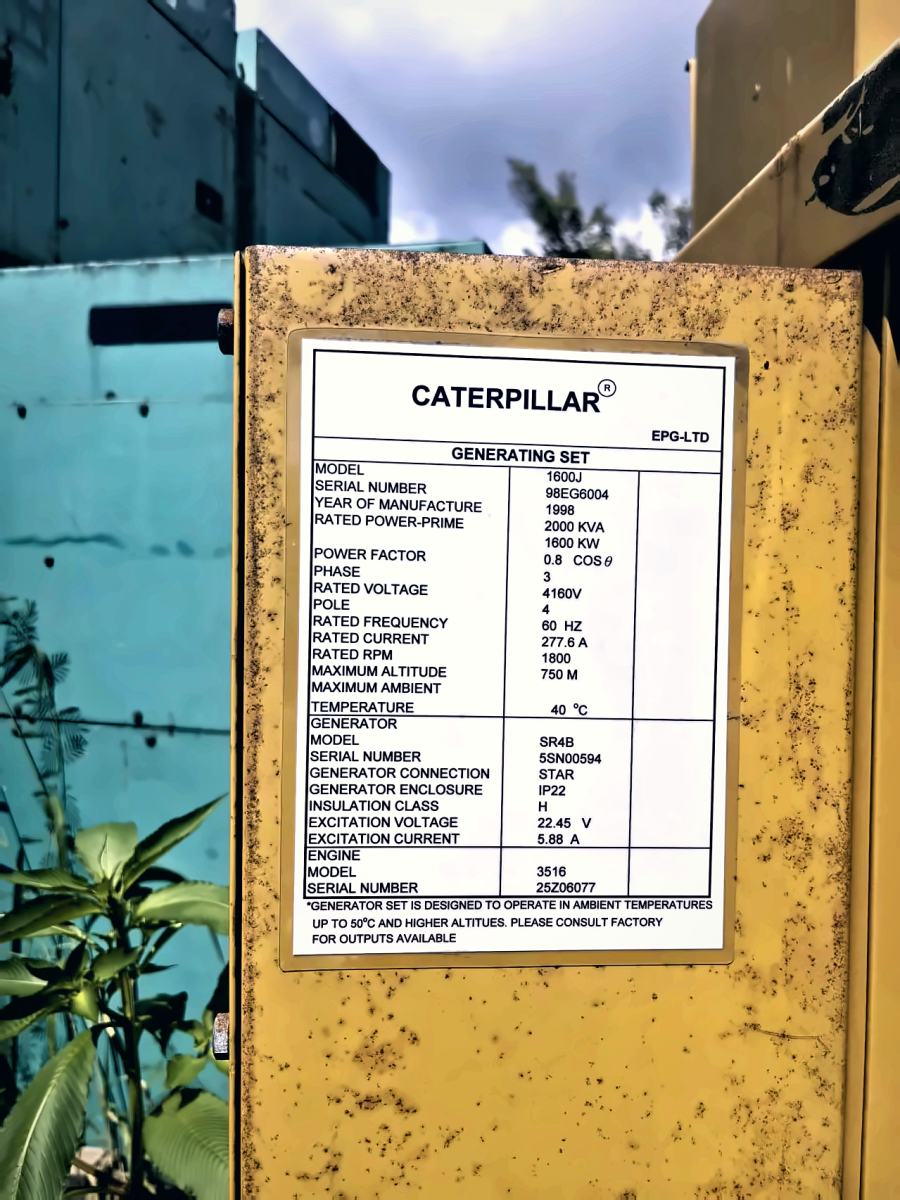 CATERPILLAR®
EPG-LTD
GENERATING SET
MODEL 1600J
SERIAL NUMBER 98EG6004
YEAR OF MANUFACTURE 1998
RATED POWER-PRIME 2000 KVA
1600 KW
POWER FACTOR 0.8 COSθ
PHASE 3
RATED VOLTAGE 4160V
POLE 4
RATED FREQUENCY 60 HZ
RATED CURRENT 277.6 A
RATED RPM 1800
MAXIMUM ALTITUDE 750 M
MAXIMUM AMBIENT
TEMPERATURE 40 °C
GENERATOR
MODEL SR4B
SERIAL NUMBER 5SN00594
GENERATOR CONNECTION STAR
GENERATOR ENCLOSURE IP22
INSULATION CLASS H
EXCITATION VOLTAGE 22.45 V
EXCITATION CURRENT 5.88 A
ENGINE
MODEL 3516
SERIAL NUMBER 25Z06077
*GENERATOR SET IS DESIGNED TO OPERATE IN AMBIENT TEMPERATURES
UP TO 50°C AND HIGHER ALTITUES. PLEASE CONSULT FACTORY
FOR OUTPUTS AVAILABLE